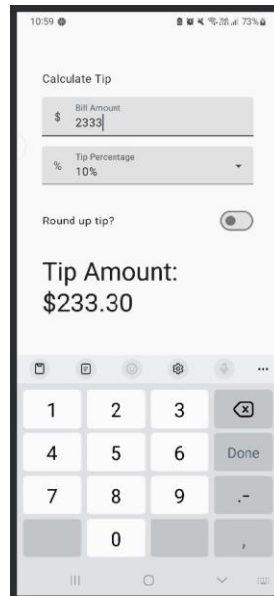 10:59 73%
Calculate Tip
$ Bill Amount
2333
% Tip Percentage
10%
Round up tip?
Tip Amount:
$233.30
1 2 3
4 5 6 Done
7 8 9 .-
0 ,